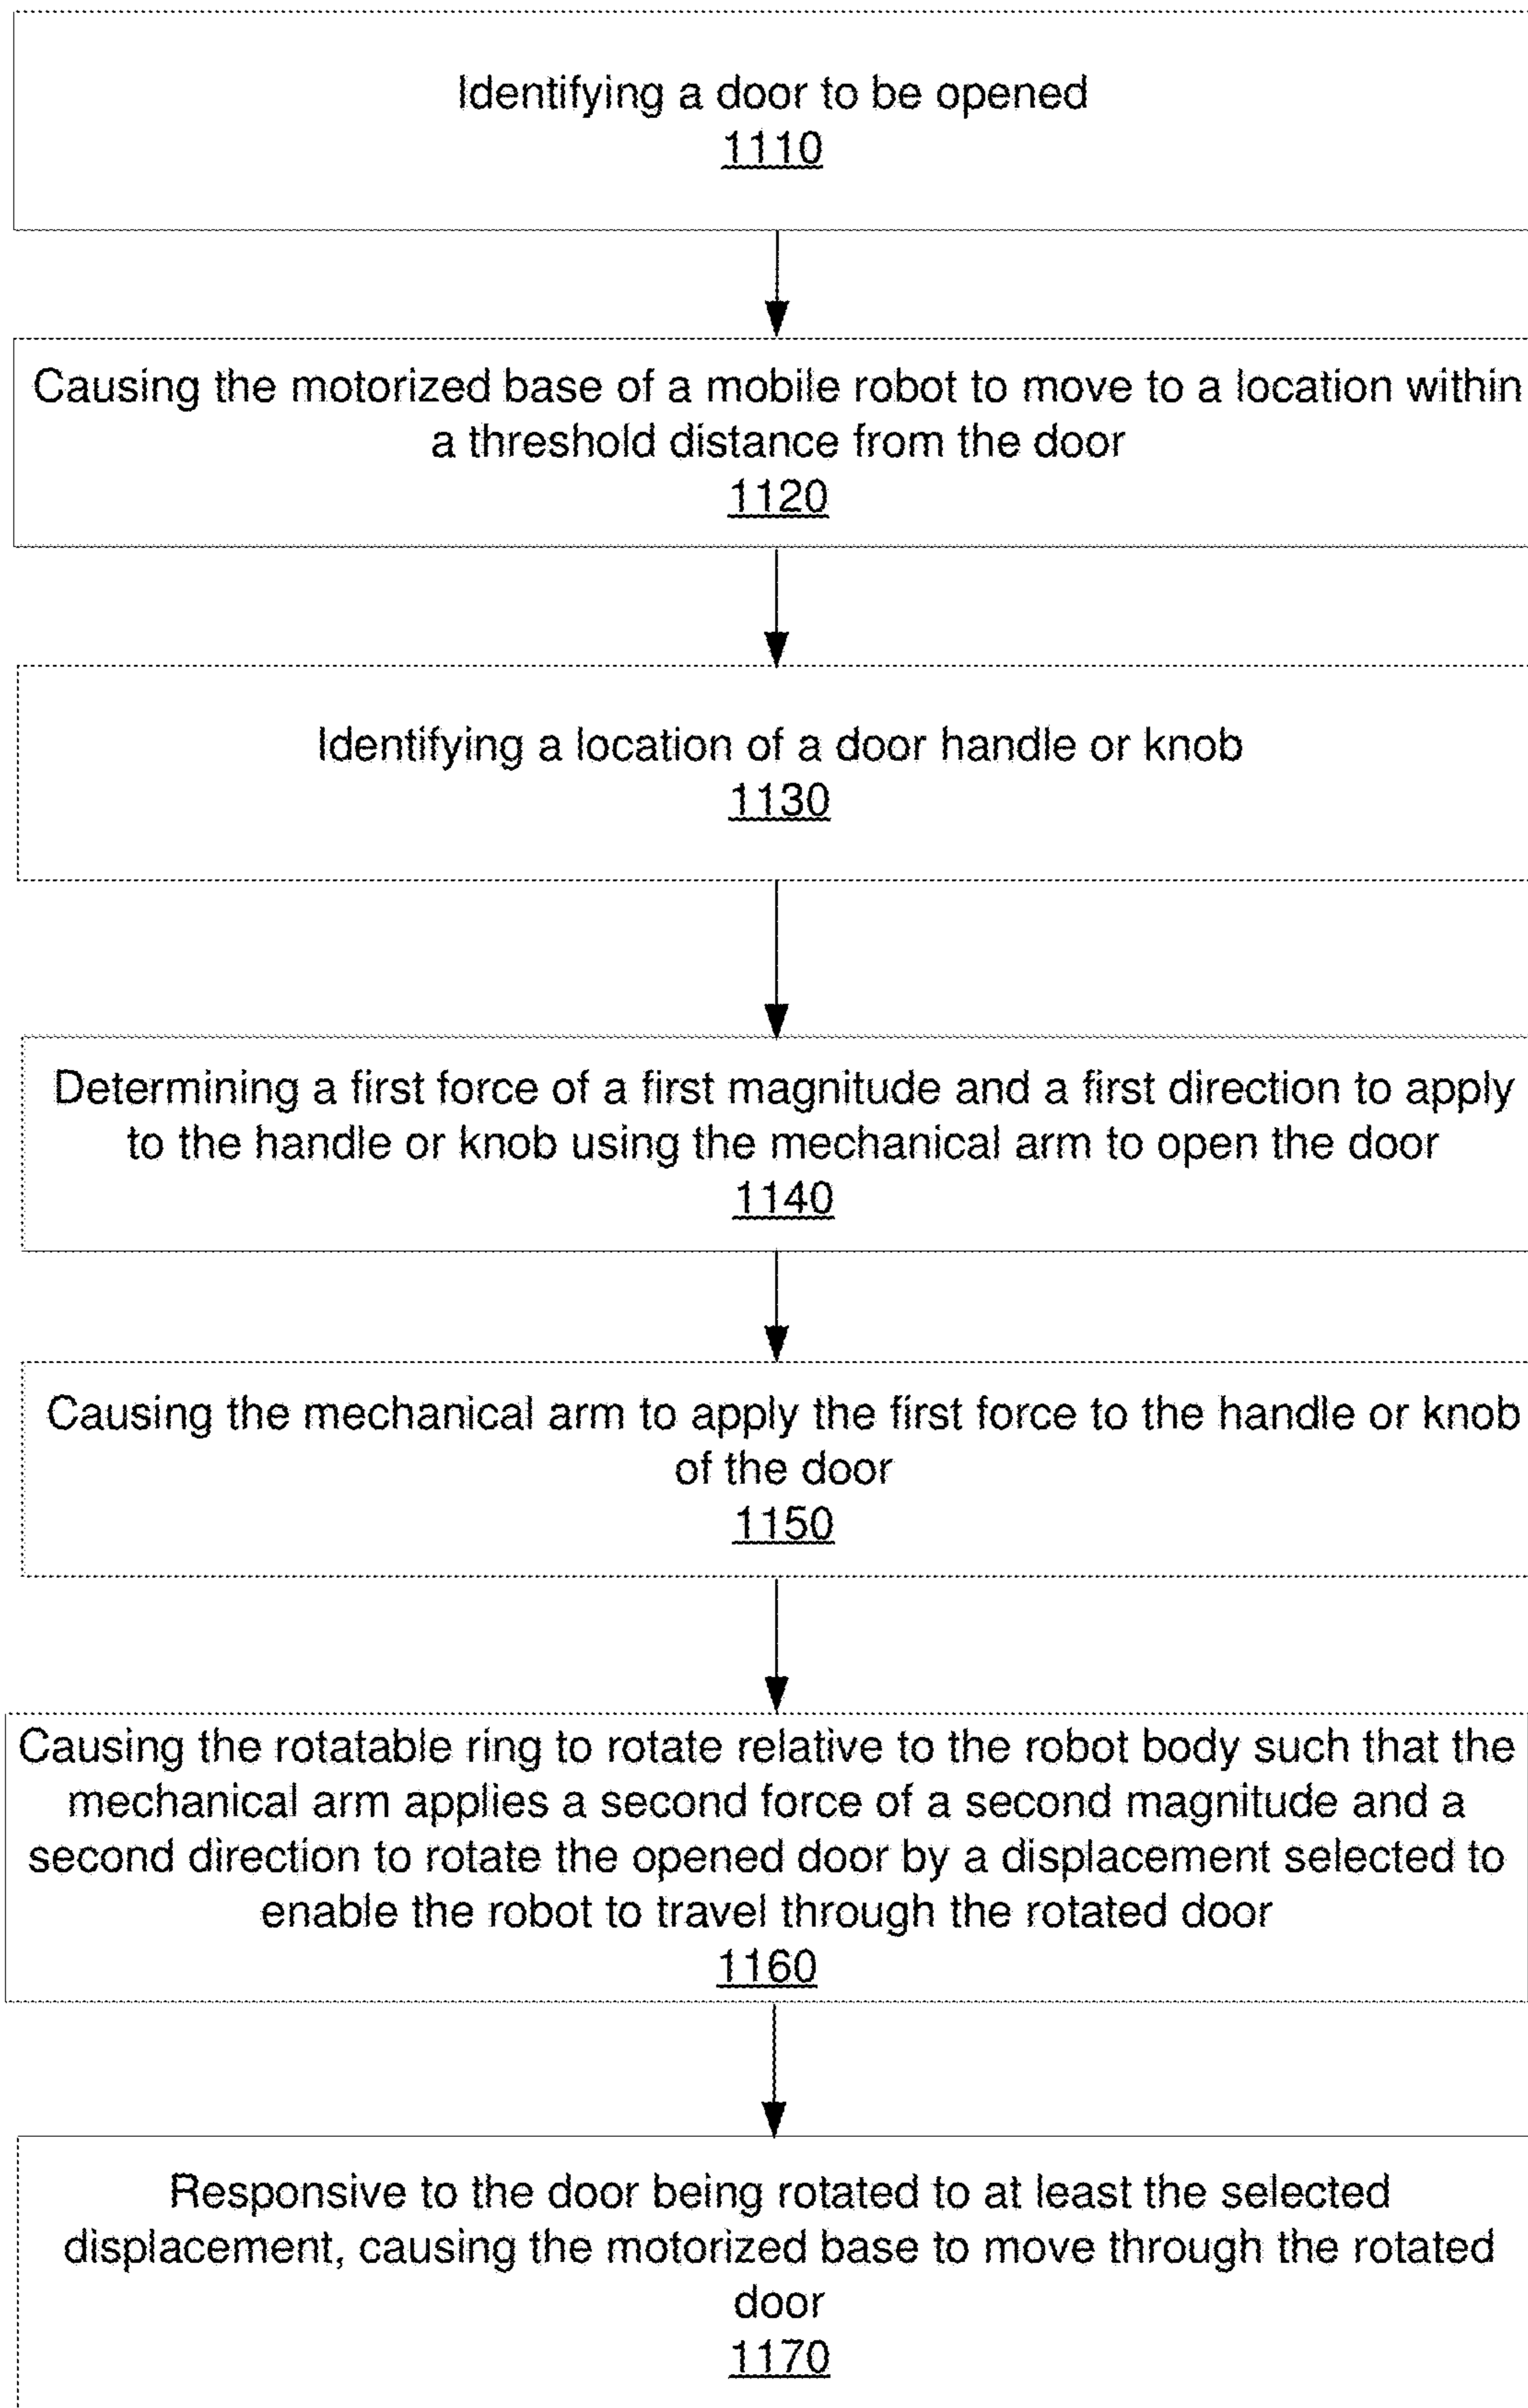 Identifying a door to be opened
1110
Causing the motorized base of a mobile robot to move to a location within
a threshold distance from the door
1120
Identifying a location of a door handle or knob
1130
Determining a first force of a first magnitude and a first direction to apply
to the handle or knob using the mechanical arm to open the door
1140
Causing the mechanical arm to apply the first force to the handle or knob
of the door
1150
Causing the rotatable ring to rotate relative to the robot body such that the
mechanical arm applies a second force of a second magnitude and a
second direction to rotate the opened door by a displacement selected to
enable the robot to travel through the rotated door
1160
Responsive to the door being rotated to at least the selected
displacement, causing the motorized base to move through the rotated
door
1170